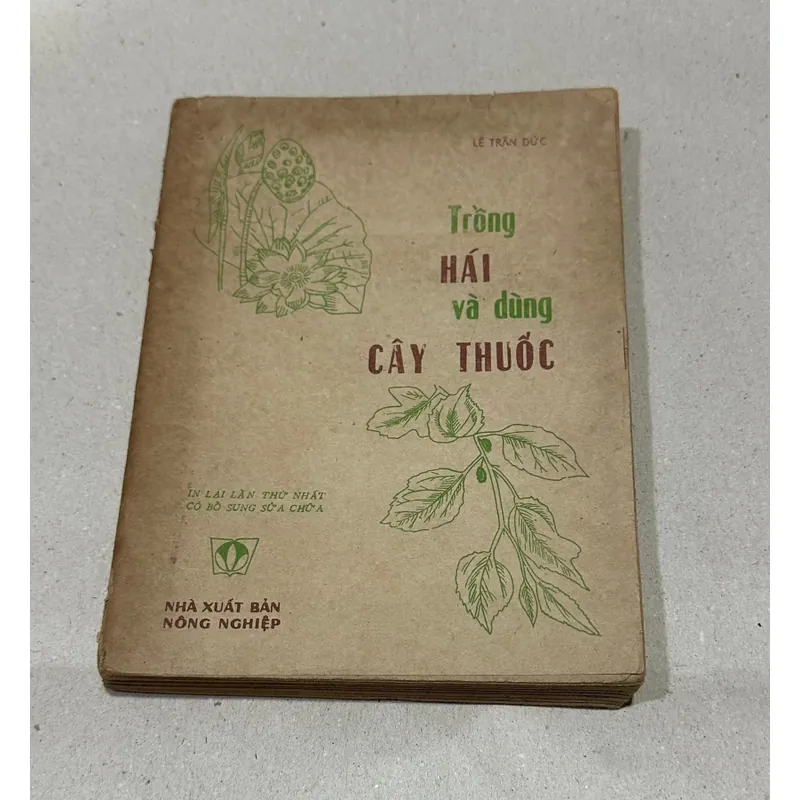 LÊ TRẦN ĐỨC
Trồng
HÁI
và dùng
CÂY THUỐC
IN LẠI LẦN THỨ NHẤT
CÓ BỔ SUNG SỬA CHỮA
NHÀ XUẤT BẢN
NÔNG NGHIỆP